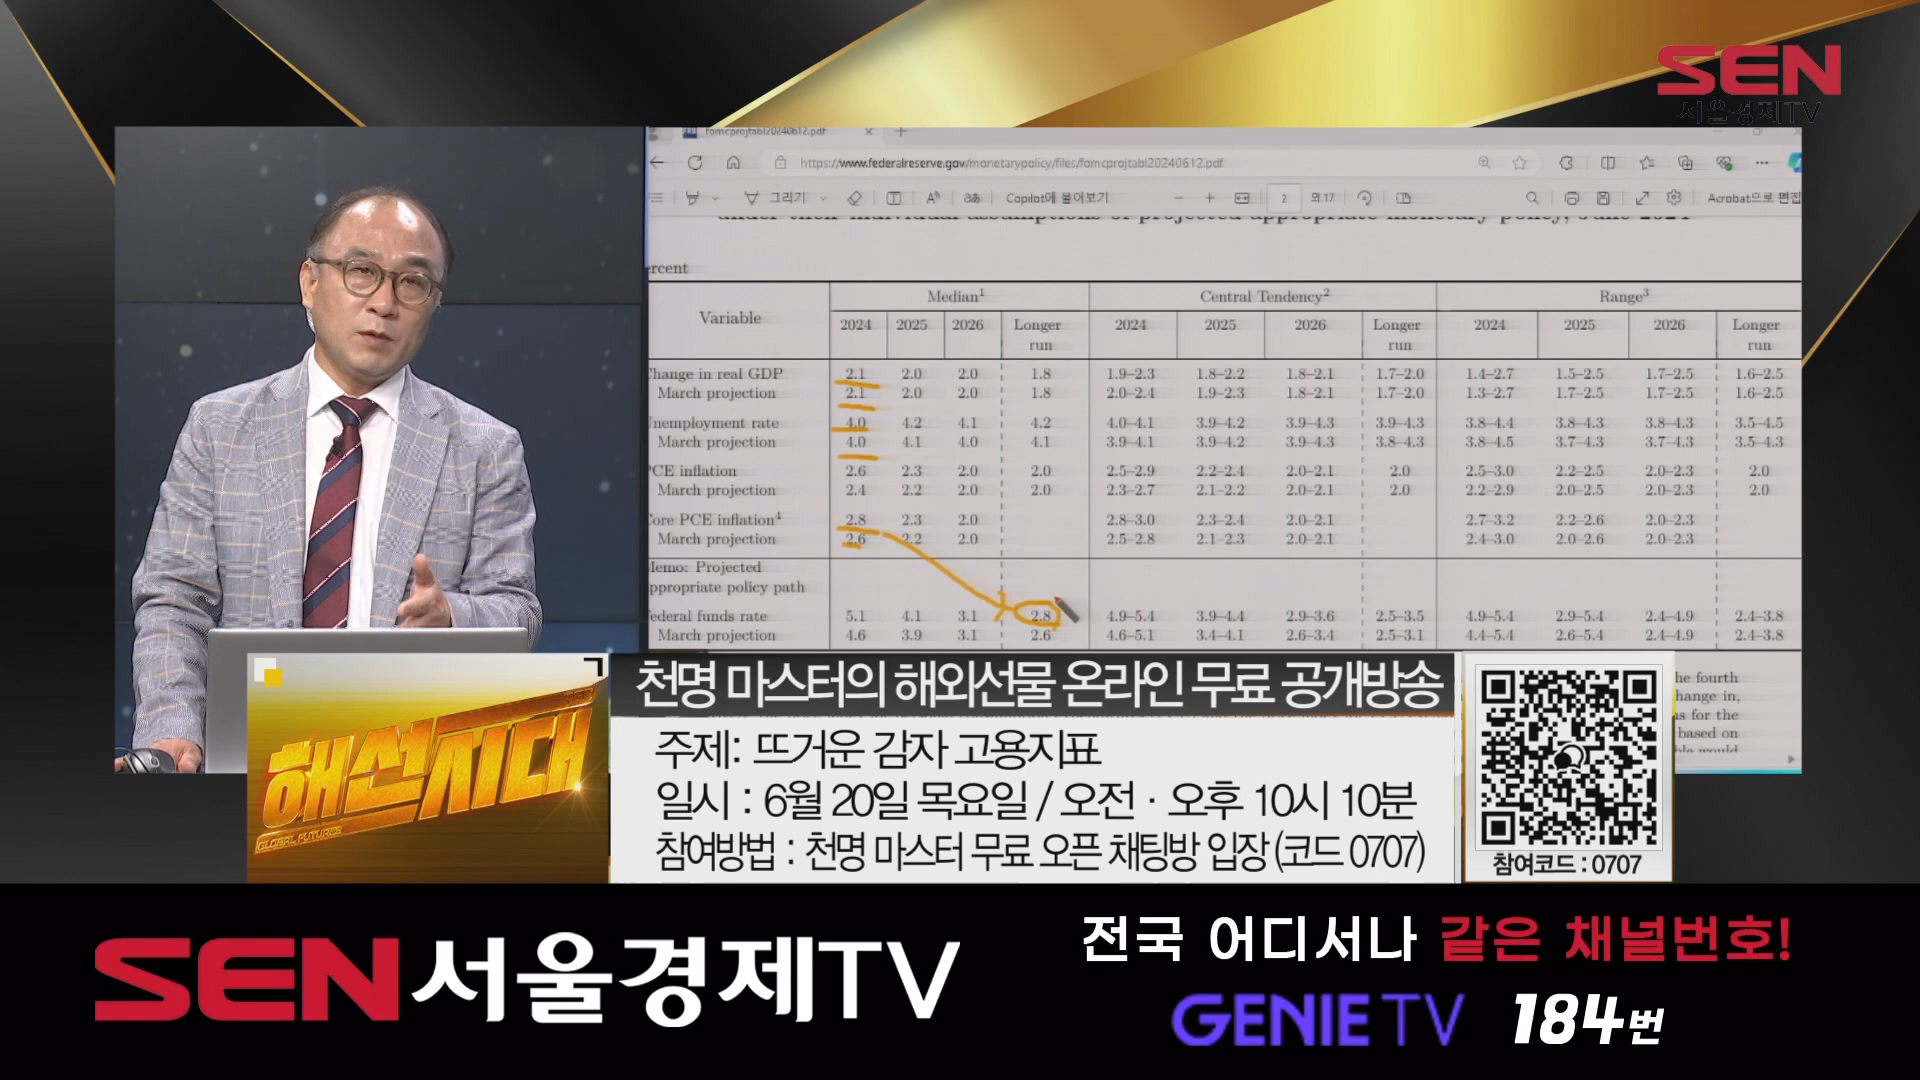 SEN
서울경제TV
fomcprojtabl20240612.pdf
https://www.federalreserve.gov/monetarypolicy/files/fomcprojtabl20240612.pdf
그리기
Copilot에 물어보기
2 의 17
Acrobat으로 편집
under their individual assumptions of projected appropriate monetary policy, June 2024
ercent
Variable Median¹ Central Tendency² Range³
2024 2025 2026 Longer run 2024 2025 2026 Longer run 2024 2025 2026 Longer run
Change in real GDP 2.1 2.0 2.0 1.8 1.9–2.3 1.8–2.2 1.8–2.1 1.7–2.0 1.4–2.7 1.5–2.5 1.7–2.5 1.6–2.5
March projection 2.1 2.0 2.0 1.8 2.0–2.4 1.9–2.3 1.8–2.1 1.7–2.0 1.3–2.7 1.7–2.5 1.7–2.5 1.6–2.5
Unemployment rate 4.0 4.2 4.1 4.2 4.0–4.1 3.9–4.2 3.9–4.3 3.9–4.3 3.8–4.4 3.8–4.3 3.8–4.3 3.5–4.5
March projection 4.0 4.1 4.0 4.1 3.9–4.1 3.9–4.2 3.9–4.3 3.8–4.3 3.8–4.5 3.7–4.3 3.7–4.3 3.5–4.3
PCE inflation 2.6 2.3 2.0 2.0 2.5–2.9 2.2–2.4 2.0–2.1 2.0 2.5–3.0 2.2–2.5 2.0–2.3 2.0
March projection 2.4 2.2 2.0 2.0 2.3–2.7 2.1–2.2 2.0–2.1 2.0 2.2–2.9 2.0–2.5 2.0–2.3 2.0
Core PCE inflation⁴ 2.8 2.3 2.0 2.8–3.0 2.3–2.4 2.0–2.1 2.7–3.2 2.2–2.6 2.0–2.3
March projection 2.6 2.2 2.0 2.5–2.8 2.1–2.3 2.0–2.1 2.4–3.0 2.0–2.6 2.0–2.3
Memo: Projected
appropriate policy path
Federal funds rate 5.1 4.1 3.1 2.8 4.9–5.4 3.9–4.4 2.9–3.6 2.5–3.5 4.9–5.4 2.9–5.4 2.4–4.9 2.4–3.8
March projection 4.6 3.9 3.1 2.6 4.6–5.1 3.4–4.1 2.6–3.4 2.5–3.1 4.4–5.4 2.6–5.4 2.4–4.9 2.4–3.8
he fourth
hange in,
s for the
based on
ble would
해선시대
GLOBAL FUTURES
천명 마스터의 해외선물 온라인 무료 공개방송
주제: 뜨거운 감자 고용지표
일시 : 6월 20일 목요일 / 오전 · 오후 10시 10분
참여방법 : 천명 마스터 무료 오픈 채팅방 입장 (코드 0707)
참여코드 : 0707
SEN서울경제TV
전국 어디서나 같은 채널번호!
GENIE TV 184번